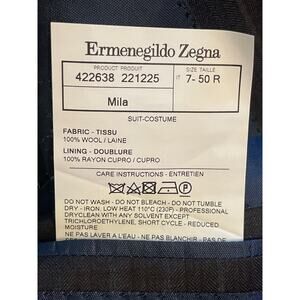 Ermenegildo Zegna
PRODUCT PRODUIT
SIZE TAILLE
422638 221225
IT 7- 50 R
Mila
SUIT-COSTUME
FABRIC - TISSU
100% WOOL / LAINE
LINING - DOUBLURE
100% RAYON CUPRO / CUPRO
CARE INSTRUCTIONS - ENTRETIEN
DO NOT WASH - DO NOT BLEACH - DO NOT TUMBLE
DRY - IRON, LOW HEAT 110°C (230F) - PROFESSIONAL
DRYCLEAN WITH ANY SOLVENT EXCEPT
TRICHLOROETHYLENE, SHORT CYCLE - REDUCED
MOISTURE
NE PAS LAVER A L'EAU - NE PAS BLANCHIR - PAS DE